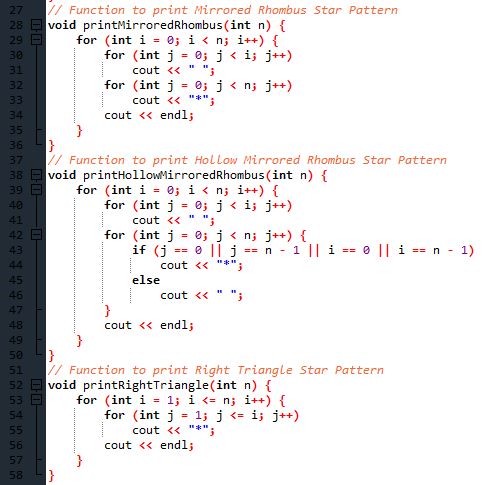 27 // Function to print Mirrored Rhombus Star Pattern
28 void printMirroredRhombus(int n) {
29     for (int i = 0; i < n; i++) {
30         for (int j = 0; j < i; j++)
31             cout << " ";
32         for (int j = 0; j < n; j++)
33             cout << "*";
34         cout << endl;
35     }
36 }
37 // Function to print Hollow Mirrored Rhombus Star Pattern
38 void printHollowMirroredRhombus(int n) {
39     for (int i = 0; i < n; i++) {
40         for (int j = 0; j < i; j++)
41             cout << " ";
42         for (int j = 0; j < n; j++) {
43             if (j == 0 || j == n - 1 || i == 0 || i == n - 1)
44                 cout << "*";
45             else
46                 cout << " ";
47         }
48         cout << endl;
49     }
50 }
51 // Function to print Right Triangle Star Pattern
52 void printRightTriangle(int n) {
53     for (int i = 1; i <= n; i++) {
54         for (int j = 1; j <= i; j++)
55             cout << "*";
56         cout << endl;
57     }
58 }